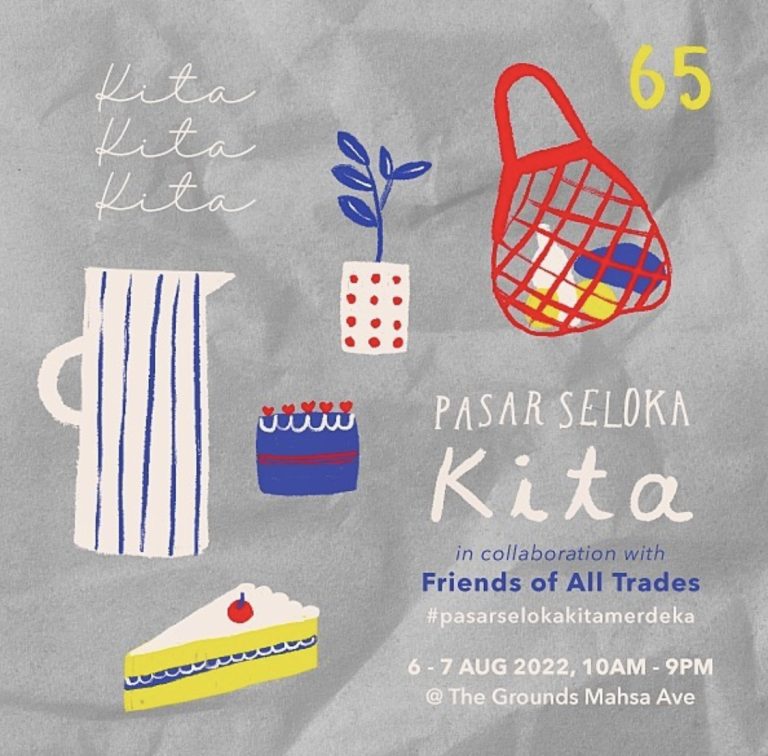 Kita
Kita
Kita
65
PASAR SELOKA
Kita
in collaboration with
Friends of All Trades
#pasarselokakitamerdeka
6 - 7 AUG 2022, 10AM - 9PM
@ The Grounds Mahsa Ave